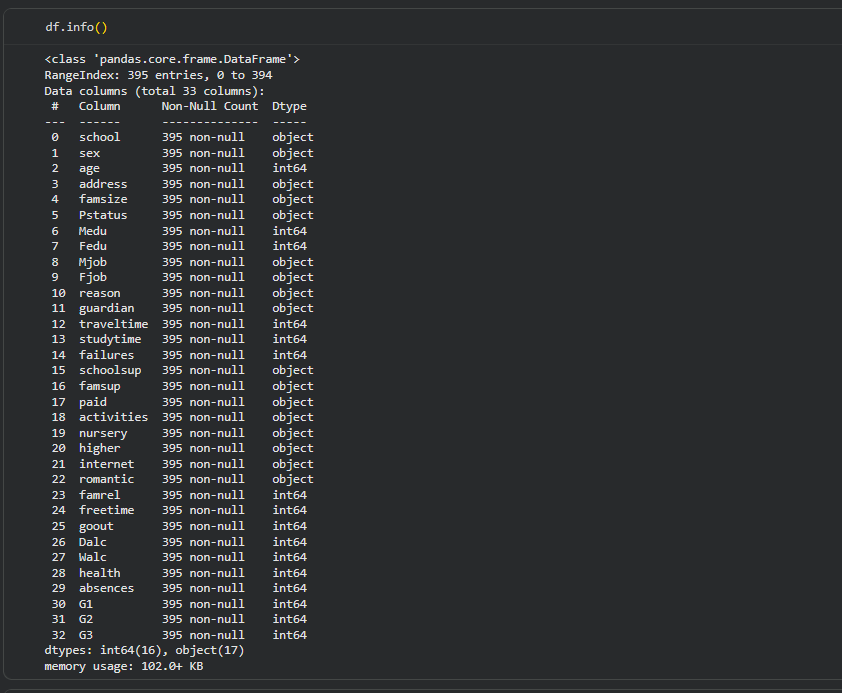 df.info()
<class 'pandas.core.frame.DataFrame'>
RangeIndex: 395 entries, 0 to 394
Data columns (total 33 columns):
 #   Column      Non-Null Count  Dtype
---  ------      --------------  -----
 0   school      395 non-null    object
 1   sex         395 non-null    object
 2   age         395 non-null    int64
 3   address     395 non-null    object
 4   famsize     395 non-null    object
 5   Pstatus     395 non-null    object
 6   Medu        395 non-null    int64
 7   Fedu        395 non-null    int64
 8   Mjob        395 non-null    object
 9   Fjob        395 non-null    object
 10  reason      395 non-null    object
 11  guardian    395 non-null    object
 12  traveltime  395 non-null    int64
 13  studytime   395 non-null    int64
 14  failures    395 non-null    int64
 15  schoolsup   395 non-null    object
 16  famsup      395 non-null    object
 17  paid        395 non-null    object
 18  activities  395 non-null    object
 19  nursery     395 non-null    object
 20  higher      395 non-null    object
 21  internet    395 non-null    object
 22  romantic    395 non-null    object
 23  famrel      395 non-null    int64
 24  freetime    395 non-null    int64
 25  goout       395 non-null    int64
 26  Dalc        395 non-null    int64
 27  Walc        395 non-null    int64
 28  health      395 non-null    int64
 29  absences    395 non-null    int64
 30  G1          395 non-null    int64
 31  G2          395 non-null    int64
 32  G3          395 non-null    int64
dtypes: int64(16), object(17)
memory usage: 102.0+ KB